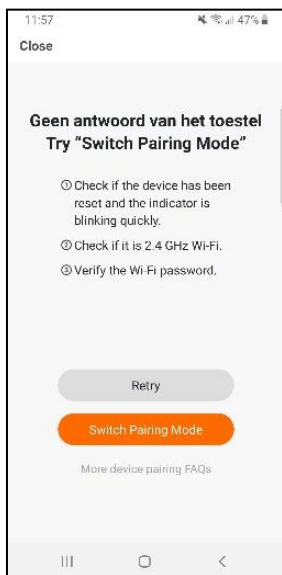 11:57 47%
Close
Geen antwoord van het toestel
Try “Switch Pairing Mode”
① Check if the device has been
reset and the indicator is
blinking quickly.
② Check if it is 2.4 GHz Wi-Fi.
③ Verify the Wi-Fi password.
Retry
Switch Pairing Mode
More device pairing FAQs